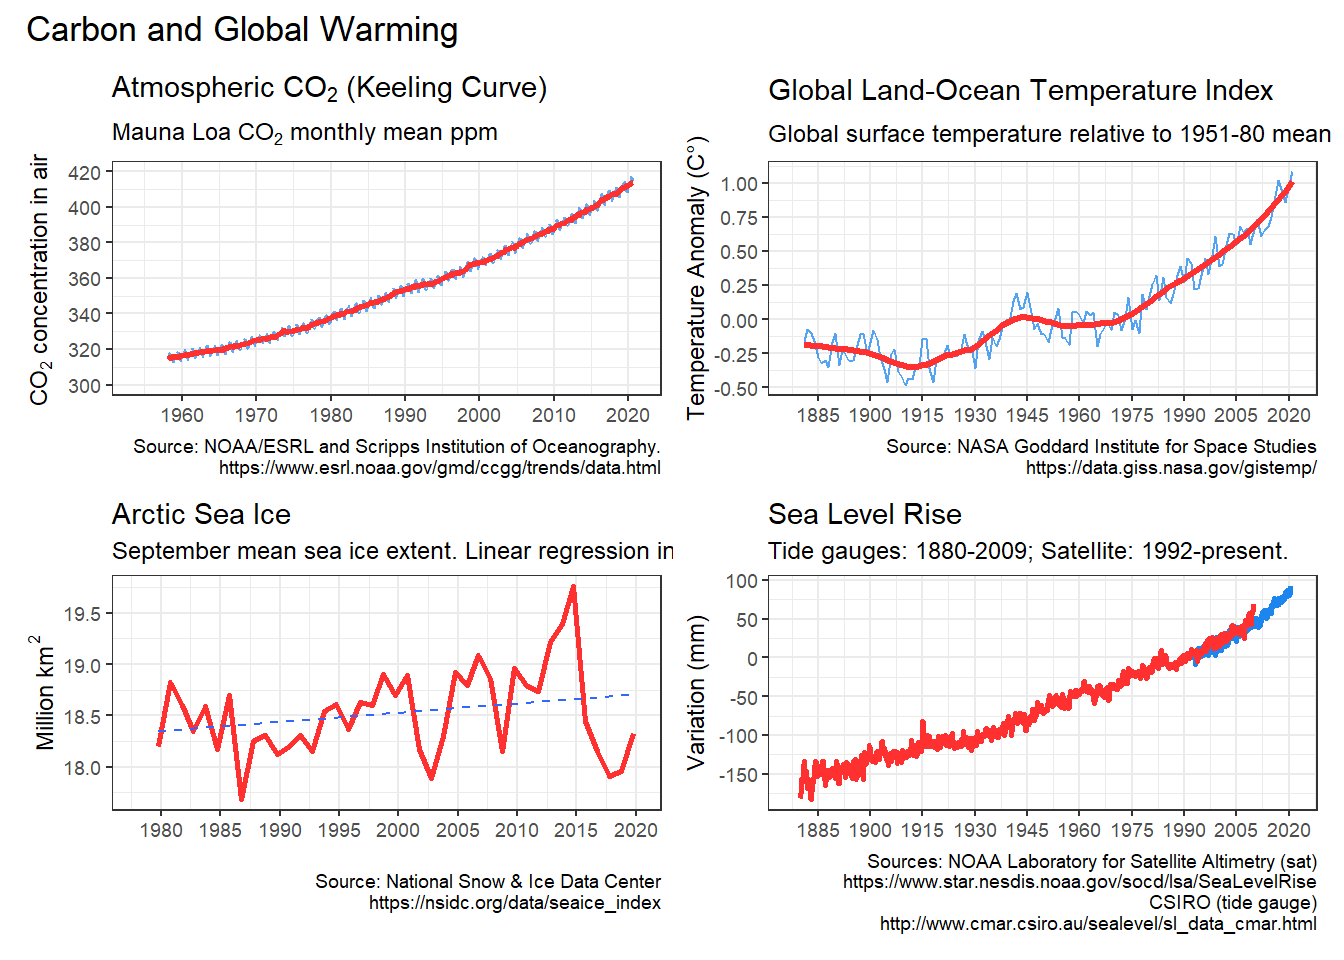 Carbon and Global Warming
Atmospheric CO₂ (Keeling Curve)
Mauna Loa CO₂ monthly mean ppm
CO₂ concentration in air
420
400
380
360
340
320
300
1960 1970 1980 1990 2000 2010 2020
Source: NOAA/ESRL and Scripps Institution of Oceanography.
https://www.esrl.noaa.gov/gmd/ccgg/trends/data.html
Global Land-Ocean Temperature Index
Global surface temperature relative to 1951-80 mean
Temperature Anomaly (C°)
1.00
0.75
0.50
0.25
0.00
-0.25
-0.50
1885 1900 1915 1930 1945 1960 1975 1990 2005 2020
Source: NASA Goddard Institute for Space Studies
https://data.giss.nasa.gov/gistemp/
Arctic Sea Ice
September mean sea ice extent. Linear regression in
Million km²
19.5
19.0
18.5
18.0
1980 1985 1990 1995 2000 2005 2010 2015 2020
Source: National Snow & Ice Data Center
https://nsidc.org/data/seaice_index
Sea Level Rise
Tide gauges: 1880-2009; Satellite: 1992-present.
Variation (mm)
100
50
0
-50
-100
-150
1885 1900 1915 1930 1945 1960 1975 1990 2005 2020
Sources: NOAA Laboratory for Satellite Altimetry (sat)
https://www.star.nesdis.noaa.gov/socd/lsa/SeaLevelRise
CSIRO (tide gauge)
http://www.cmar.csiro.au/sealevel/sl_data_cmar.html